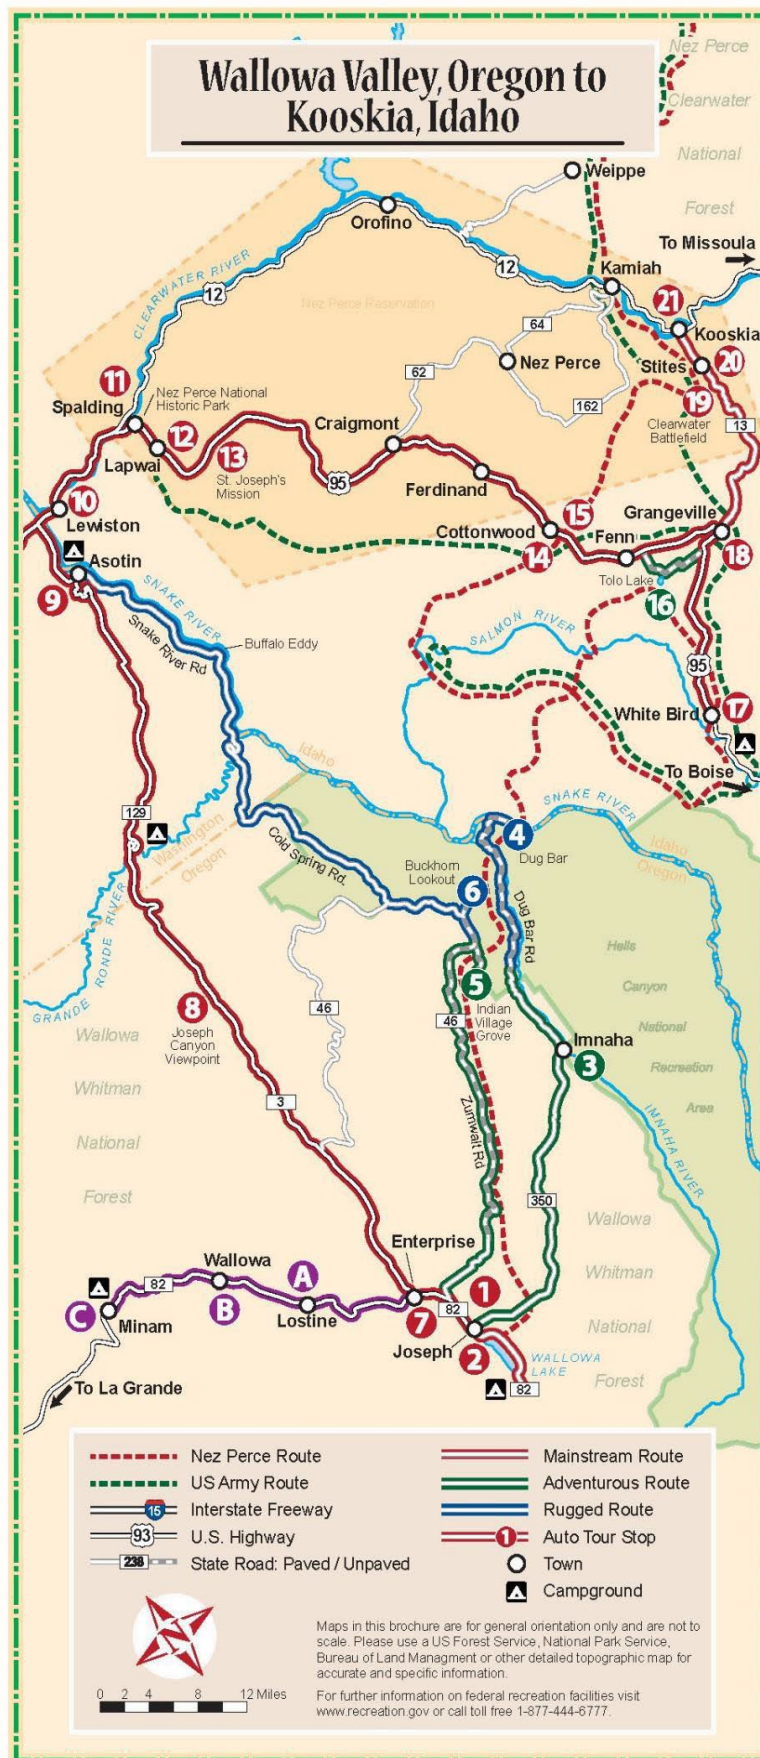 Wallowa Valley, Oregon to
Kooskia, Idaho
Nez Perce
Clearwater
National
Forest
Weippe
Orofino
To Missoula
12
CLEARWATER RIVER
12
Kamiah
Nez Perce Reservation
21
Kooskia
64
Nez Perce
Stites
20
62
11
Nez Perce National
Historic Park
Spalding
162
19
Clearwater
Battlefield
13
12
Craigmont
Lapwai
13
St. Joseph's
Mission
95
Ferdinand
10
Lewiston
15
Grangeville
Cottonwood
Fenn
14
18
Asotin
9
Tolo Lake
16
SNAKE RIVER
Snake River Rd
Buffalo Eddy
SALMON RIVER
95
White Bird
17
Idaho
To Boise
129
Washington
Oregon
SNAKE RIVER
4
Dug Bar
Idaho
Oregon
Cold Spring Rd.
Buckhorn
Lookout
6
Dug Bar Rd
GRANDE RONDE RIVER
Hells
Canyon
National
Recreation
Area
5
8
Joseph
Canyon
Viewpoint
46
46
Indian
Village
Grove
Imnaha
3
Wallowa
Whitman
National
Forest
3
Zumwalt Rd
IMNAHA RIVER
350
Wallowa
Whitman
National
Forest
Enterprise
Wallowa
A
82
B
1
C
Minam
Lostine
7
82
Joseph
2
WALLOWA
LAKE
To La Grande
82
Nez Perce Route
US Army Route
15
Interstate Freeway
93
U.S. Highway
238
State Road: Paved / Unpaved
Mainstream Route
Adventurous Route
Rugged Route
1
Auto Tour Stop
Town
Campground
Maps in this brochure are for general orientation only and are not to
scale. Please use a US Forest Service, National Park Service,
Bureau of Land Managment or other detailed topographic map for
accurate and specific information.
0 2 4 8 12 Miles
For further information on federal recreation facilities visit
www.recreation.gov or call toll free 1-877-444-6777.